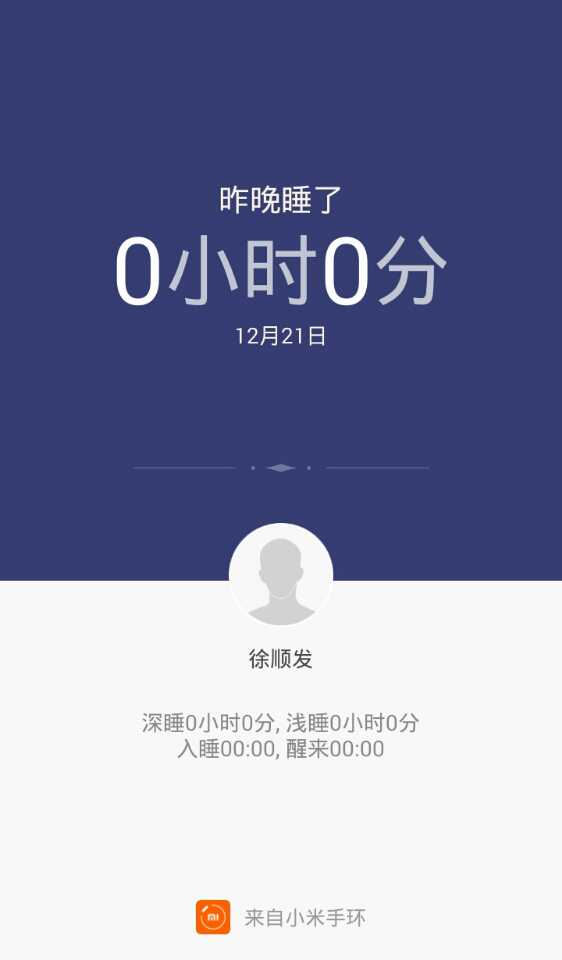 昨晚睡了
0小时0分
12月21日
徐顺发
深睡0小时0分, 浅睡0小时0分
入睡00:00, 醒来00:00
mi
来自小米手环